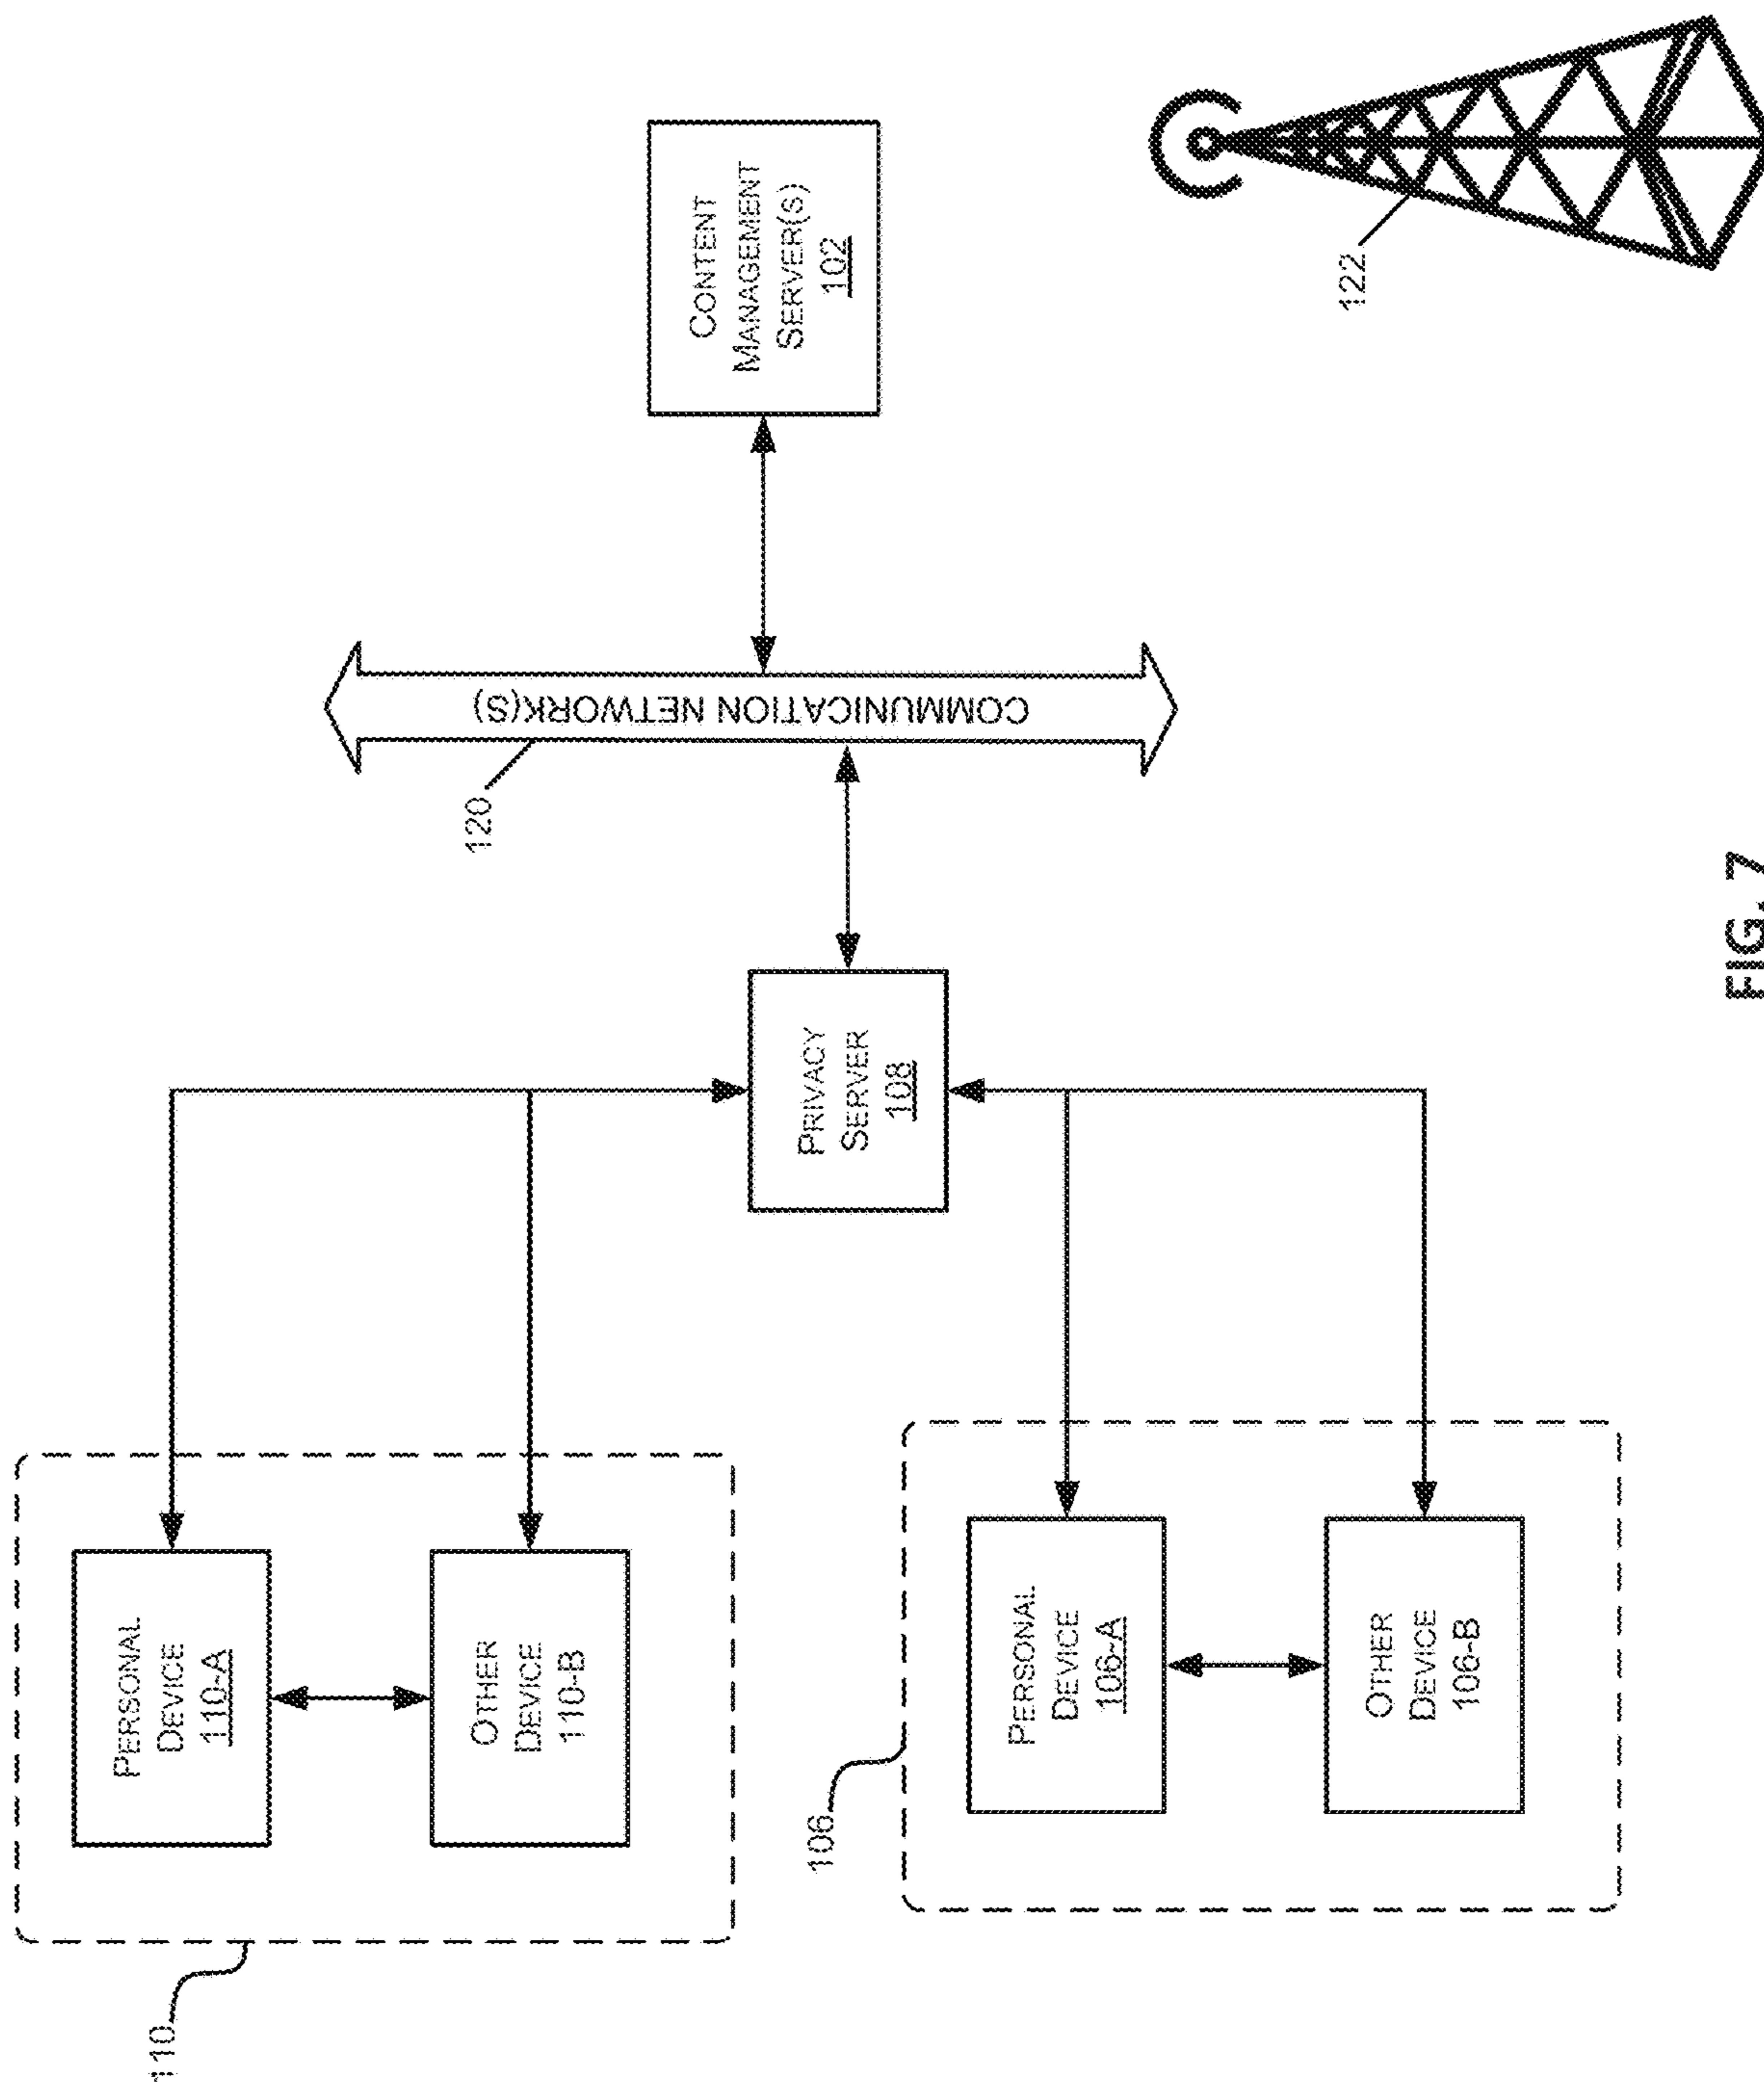 110
PERSONAL
DEVICE
110-A
OTHER
DEVICE
110-B
106
PERSONAL
DEVICE
106-A
OTHER
DEVICE
106-B
PRIVACY
SERVER
108
120
COMMUNICATION NETWORK(S)
CONTENT
MANAGEMENT
SERVER(S)
102
122
FIG. 7